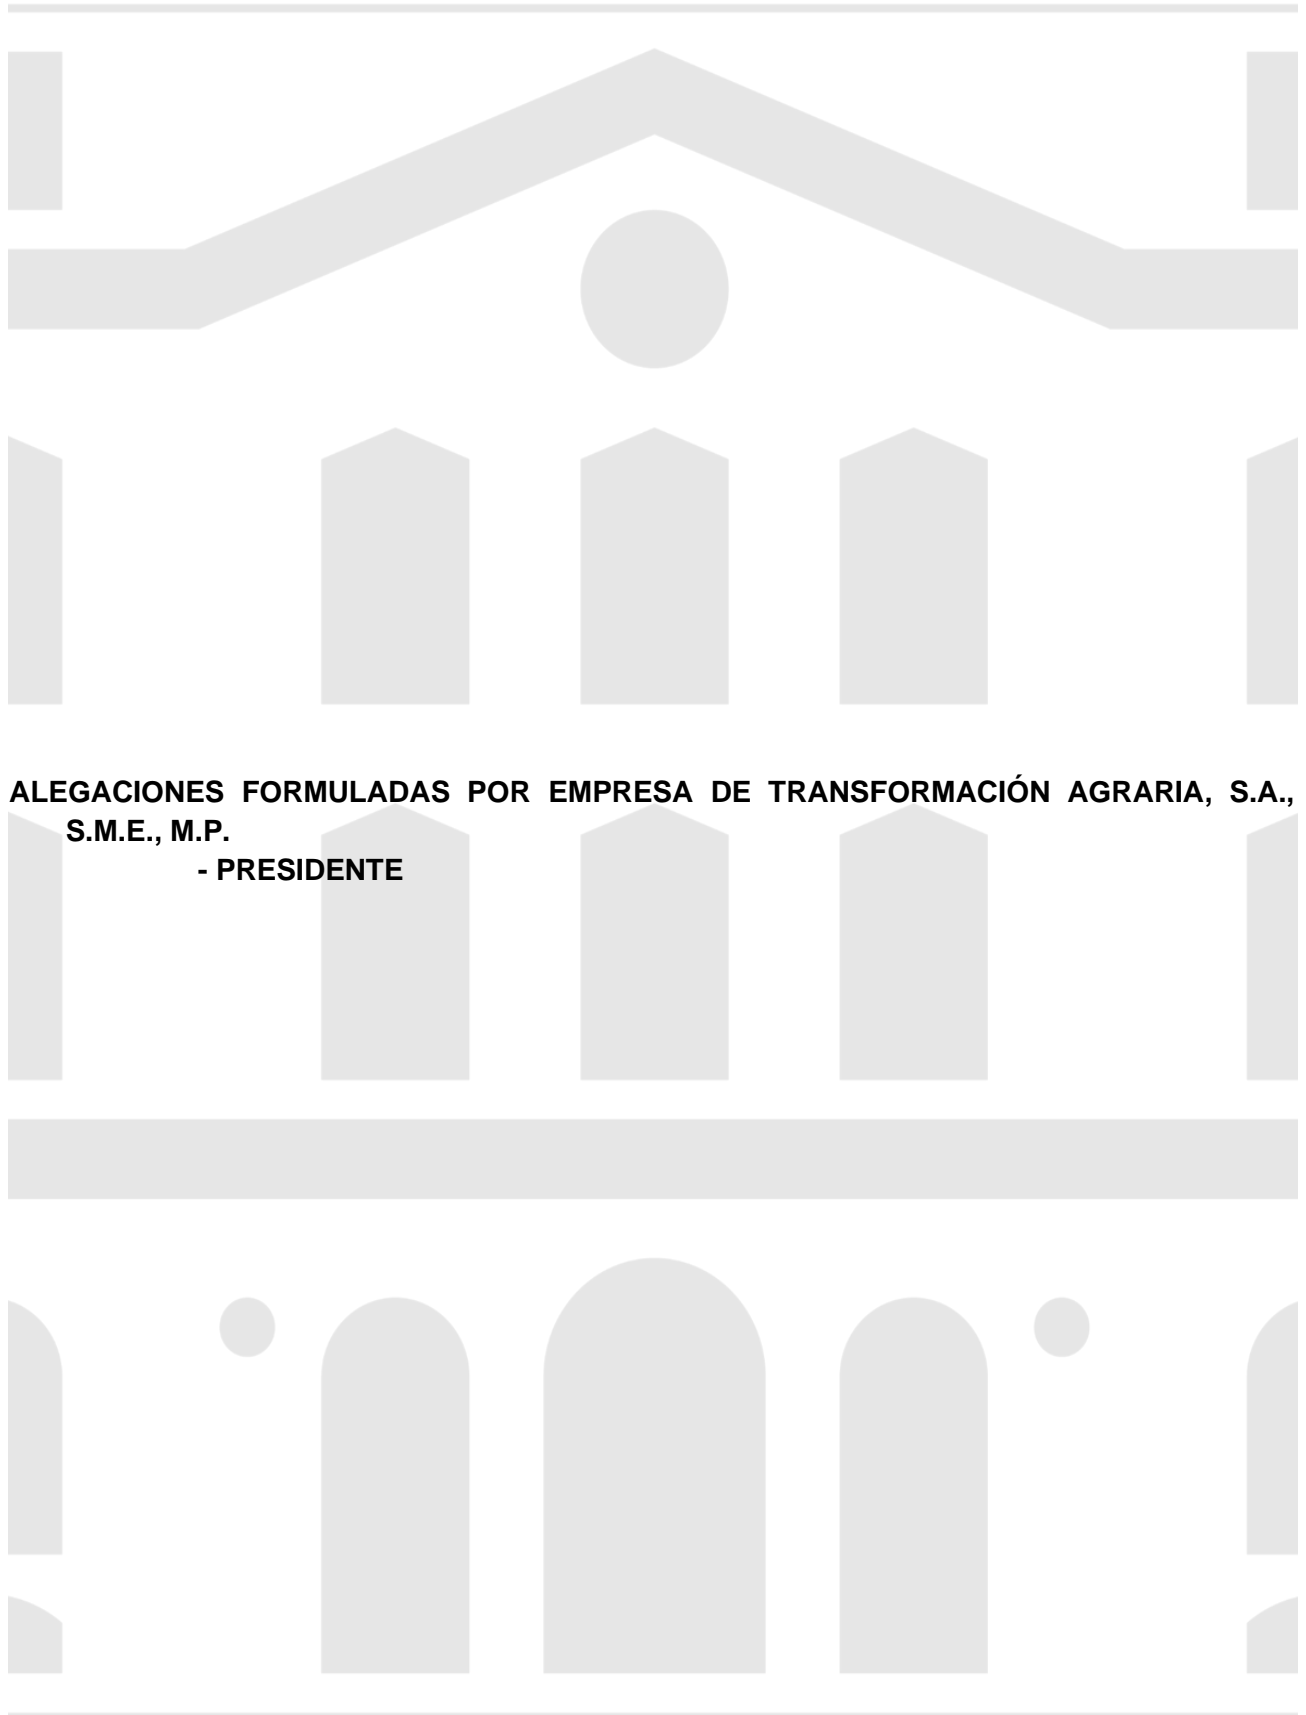 ALEGACIONES FORMULADAS POR EMPRESA DE TRANSFORMACIÓN AGRARIA, S.A.,
S.M.E., M.P.
- PRESIDENTE